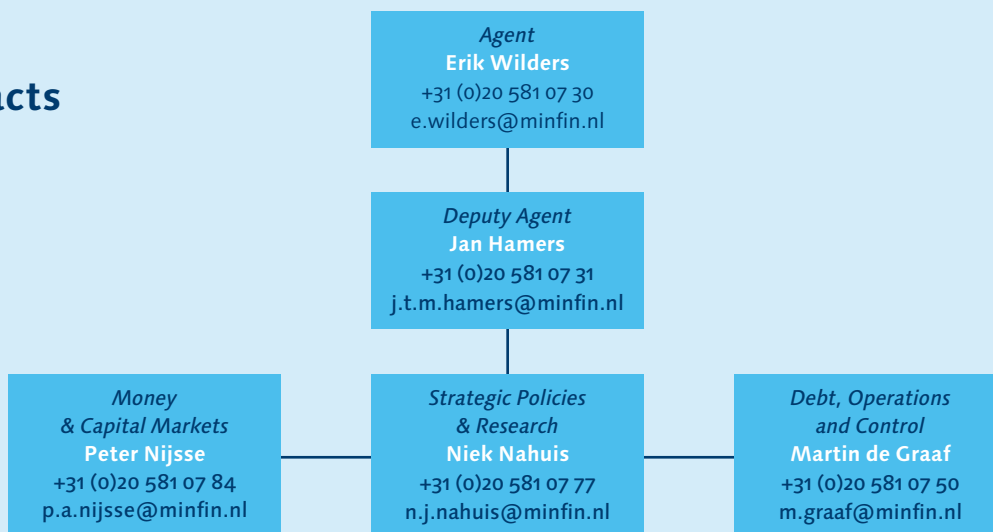 acts
Agent
Erik Wilders
+31 (0)20 581 07 30
e.wilders@minfin.nl
Deputy Agent
Jan Hamers
+31 (0)20 581 07 31
j.t.m.hamers@minfin.nl
Money
& Capital Markets
Peter Nijsse
+31 (0)20 581 07 84
p.a.nijsse@minfin.nl
Strategic Policies
& Research
Niek Nahuis
+31 (0)20 581 07 77
n.j.nahuis@minfin.nl
Debt, Operations
and Control
Martin de Graaf
+31 (0)20 581 07 50
m.graaf@minfin.nl